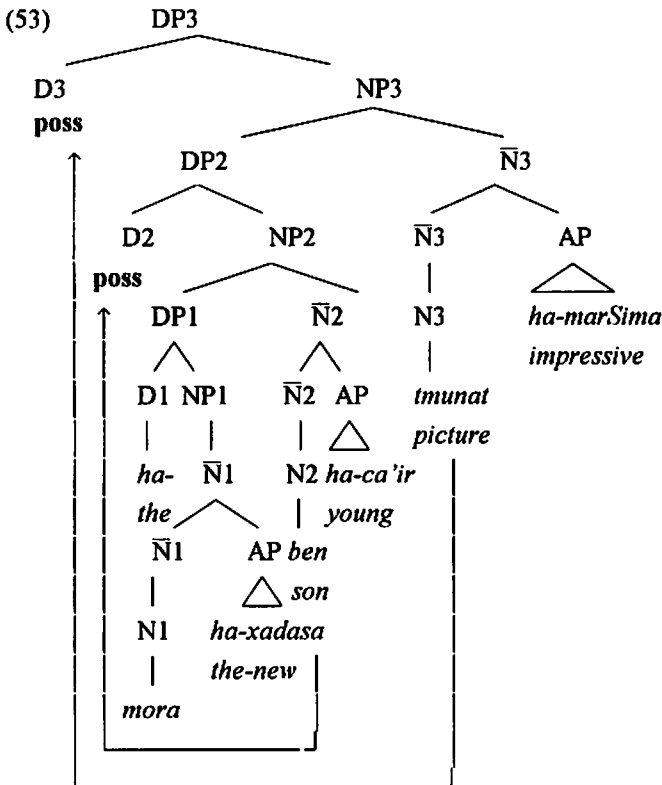 (53) DP3
D3 NP3
poss
DP2 N̅3
D2 NP2 N̅3 AP
poss
DP1 N̅2 N3 ha-marSima
impressive
D1 NP1 N̅2 AP tmunat
picture
ha- N̅1 N2 ha-ca'ir
the young
N̅1 AP ben
son
N1 ha-xadasa
the-new
mora